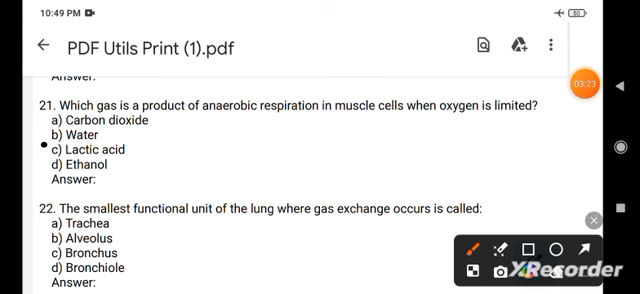 10:49 PM
50
PDF Utils Print (1).pdf
Answer:
03:23
21. Which gas is a product of anaerobic respiration in muscle cells when oxygen is limited?
a) Carbon dioxide
b) Water
c) Lactic acid
d) Ethanol
Answer:
22. The smallest functional unit of the lung where gas exchange occurs is called:
a) Trachea
b) Alveolus
c) Bronchus
d) Bronchiole
Answer:
XRecorder